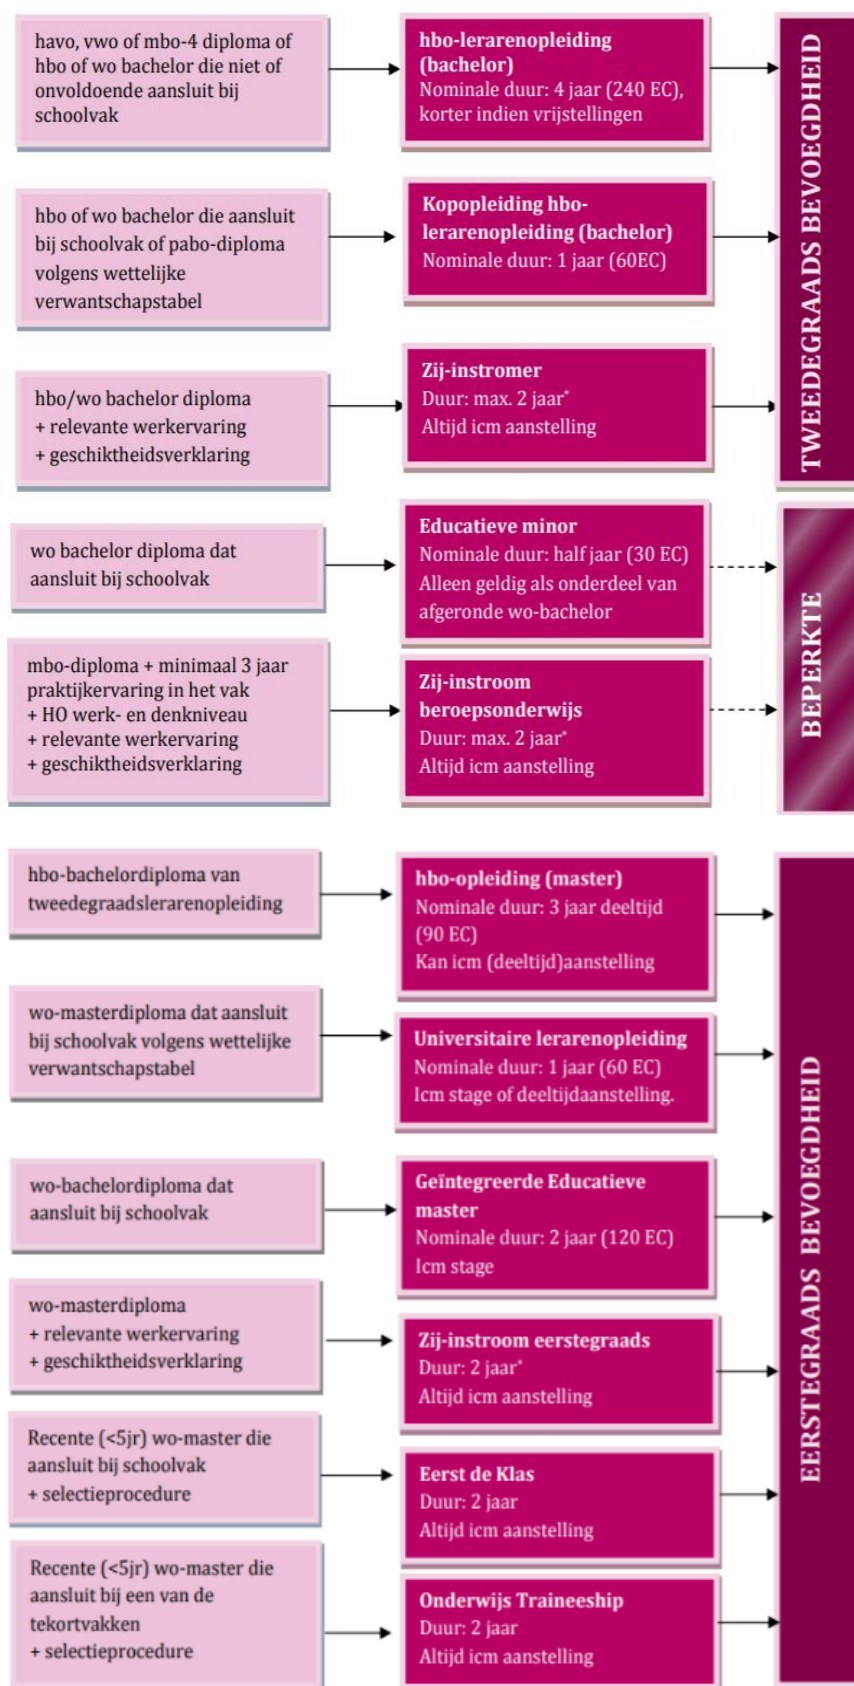 havo, vwo of mbo-4 diploma of
hbo of wo bachelor die niet of
onvoldoende aansluit bij
schoolvak
hbo-lerarenopleiding
(bachelor)
Nominale duur: 4 jaar (240 EC),
korter indien vrijstellingen
hbo of wo bachelor die aansluit
bij schoolvak of pabo-diploma
volgens wettelijke
verwantschapstabel
Kopopleiding hbo-
lerarenopleiding (bachelor)
Nominale duur: 1 jaar (60EC)
hbo/wo bachelor diploma
+ relevante werkervaring
+ geschiktheidsverklaring
Zij-instromer
Duur: max. 2 jaar*
Altijd icm aanstelling
TWEEDEGRAADS BEVOEGDHEID
wo bachelor diploma dat
aansluit bij schoolvak
Educatieve minor
Nominale duur: half jaar (30 EC)
Alleen geldig als onderdeel van
afgeronde wo-bachelor
mbo-diploma + minimaal 3 jaar
praktijkervaring in het vak
+ HO werk- en denkniveau
+ relevante werkervaring
+ geschiktheidsverklaring
Zij-instroom
beroepsonderwijs
Duur: max. 2 jaar*
Altijd icm aanstelling
BEPERKTE
hbo-bachelordiploma van
tweedegraadslerarenopleiding
hbo-opleiding (master)
Nominale duur: 3 jaar deeltijd
(90 EC)
Kan icm (deeltijd)aanstelling
wo-masterdiploma dat aansluit
bij schoolvak volgens wettelijke
verwantschapstabel
Universitaire lerarenopleiding
Nominale duur: 1 jaar (60 EC)
Icm stage of deeltijdaanstelling.
wo-bachelordiploma dat
aansluit bij schoolvak
Geïntegreerde Educatieve
master
Nominale duur: 2 jaar (120 EC)
Icm stage
wo-masterdiploma
+ relevante werkervaring
+ geschiktheidsverklaring
Zij-instroom eerstegraads
Duur: 2 jaar*
Altijd icm aanstelling
Recente (<5jr) wo-master die
aansluit bij schoolvak
+ selectieprocedure
Eerst de Klas
Duur: 2 jaar
Altijd icm aanstelling
Recente (<5jr) wo-master die
aansluit bij een van de
tekortvakken
+ selectieprocedure
Onderwijs Traineeship
Duur: 2 jaar
Altijd icm aanstelling
EERSTEGRAADS BEVOEGDHEID